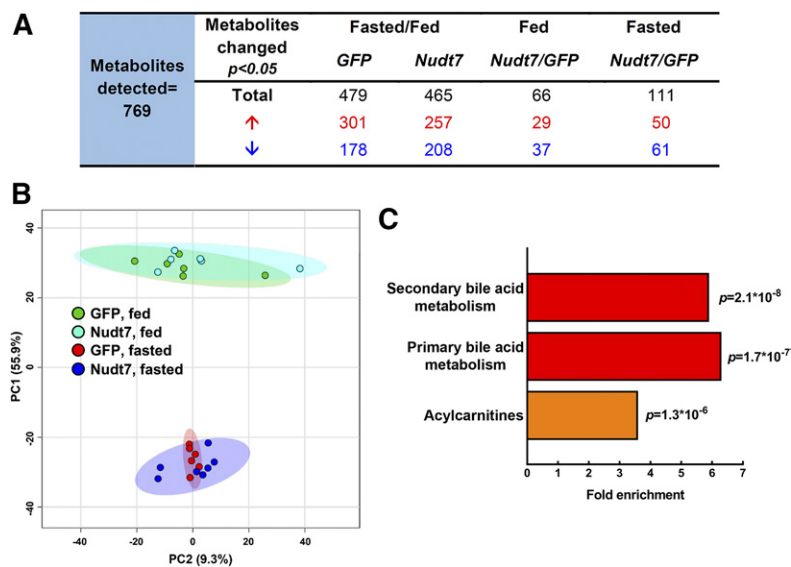 A
Metabolites
detected=
769
Metabolites
changed
p<0.05
Fasted/Fed
Fed
Fasted
GFP
Nudt7
Nudt7/GFP
Nudt7/GFP
Total 479 465 66 111
↑ 301 257 29 50
↓ 178 208 37 61
B
PC1 (55.9%)
40
20
0
-20
-40
GFP, fed
Nudt7, fed
GFP, fasted
Nudt7, fasted
-40 -20 0 20 40
PC2 (9.3%)
C
Secondary bile acid
metabolism
p=2.1*10-8
Primary bile acid
metabolism
p=1.7*10-7
Acylcarnitines
p=1.3*10-6
0 1 2 3 4 5 6 7
Fold enrichment